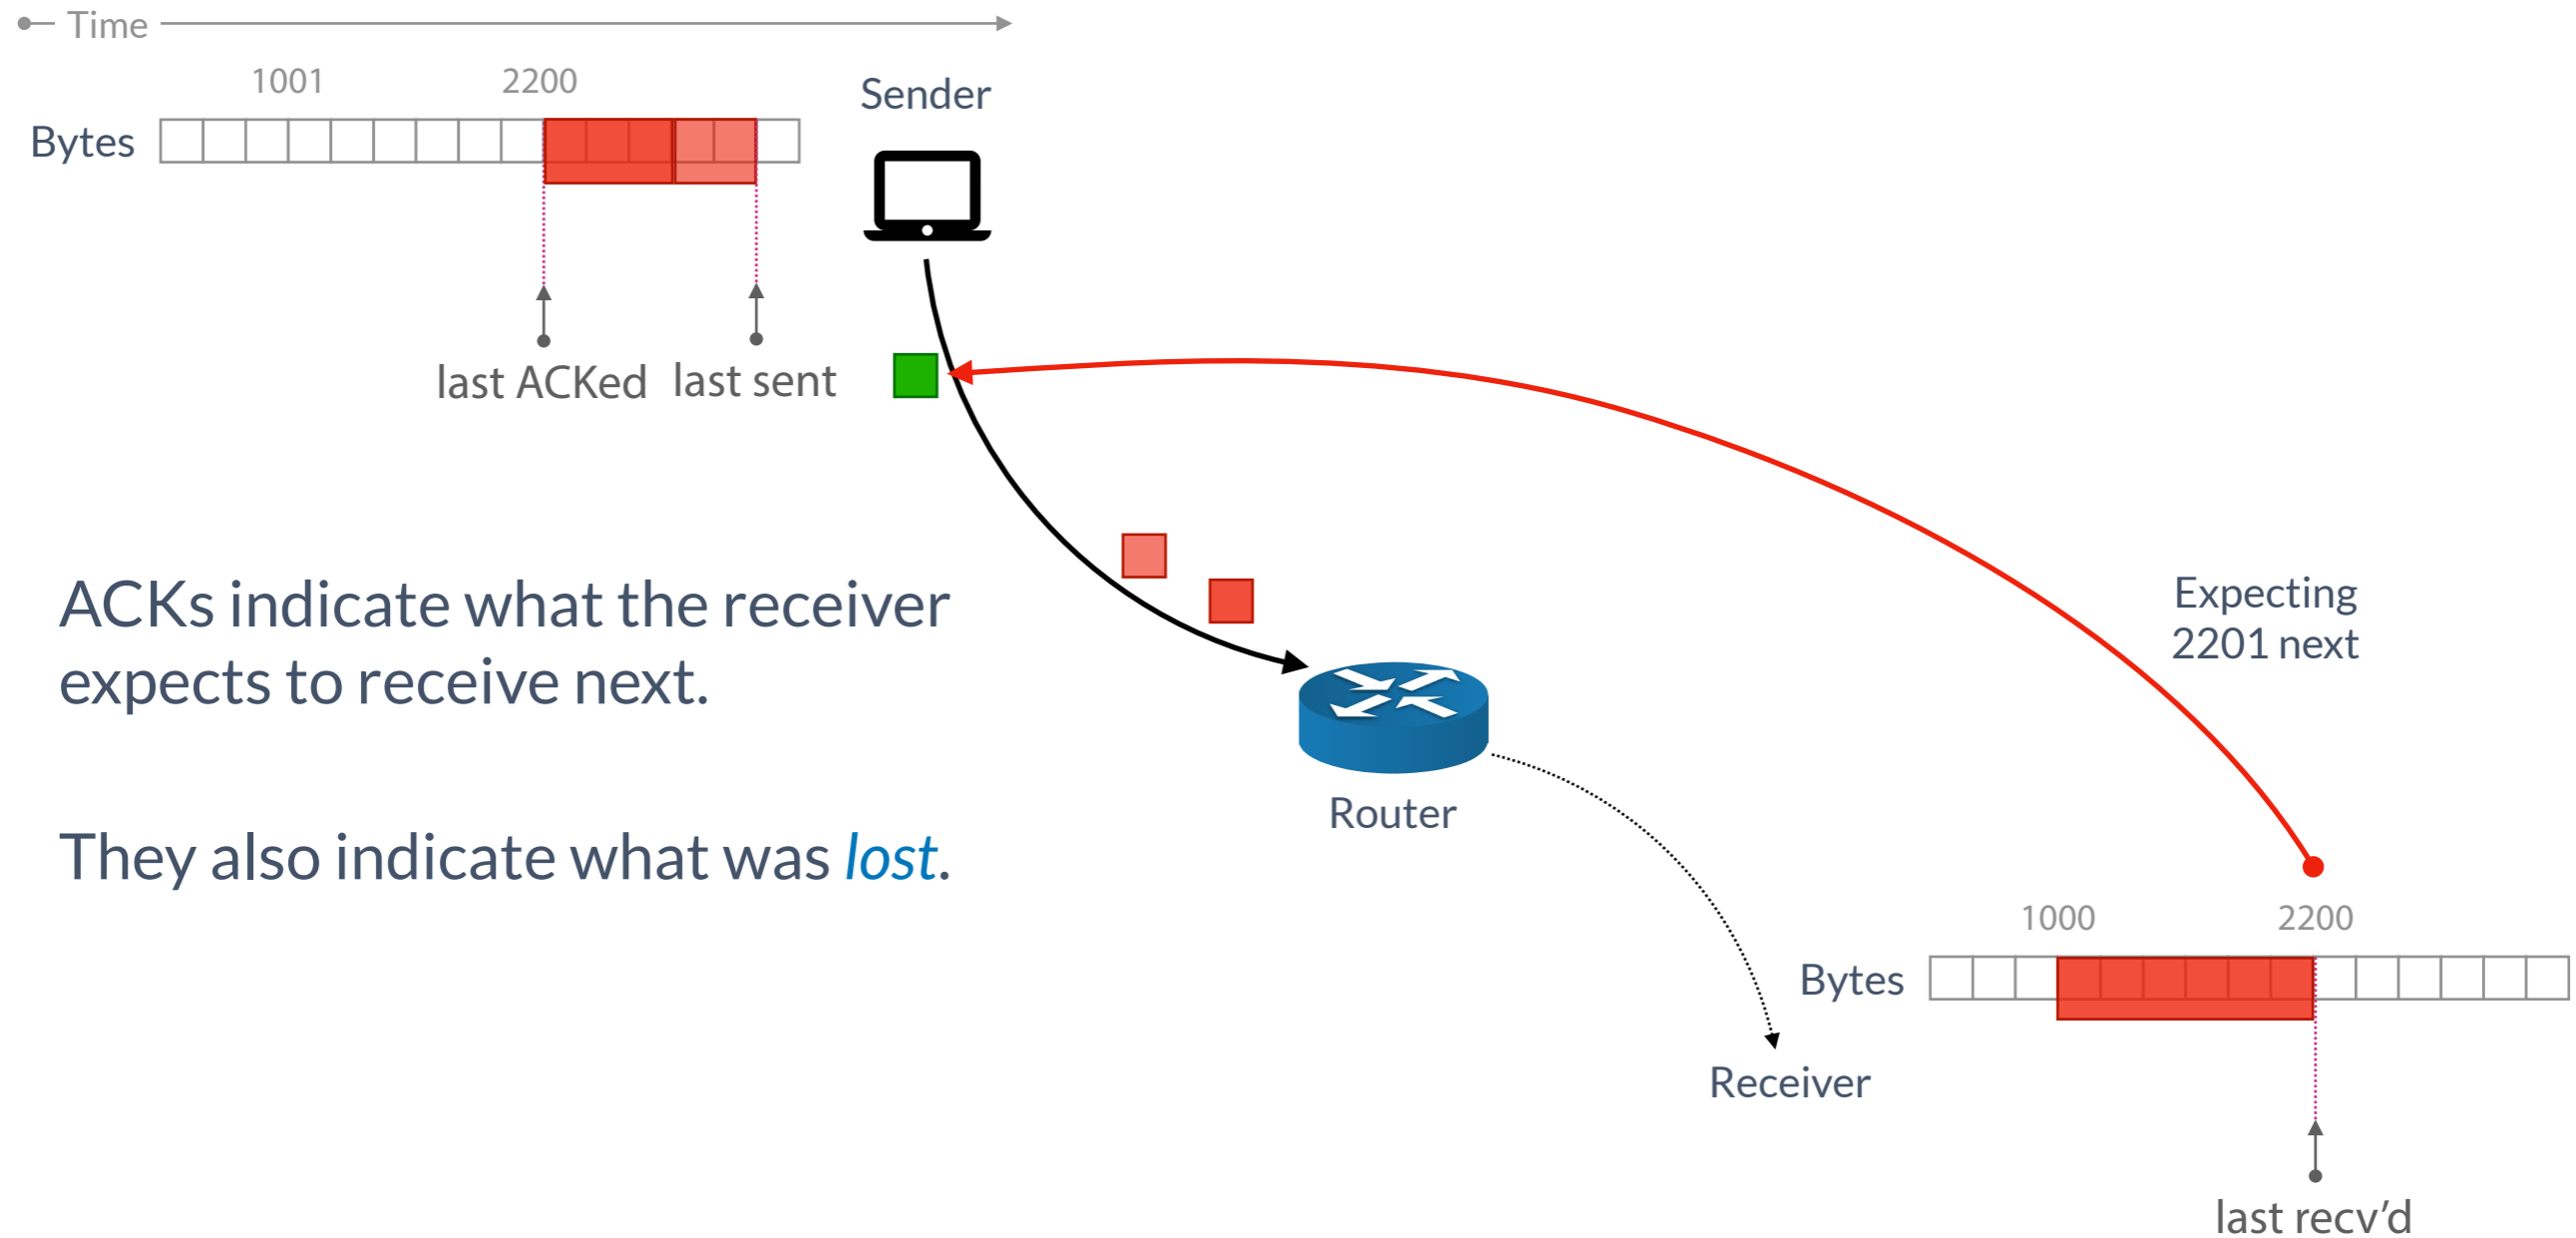 Time
1001 2200
Bytes
Sender
last ACKed last sent
ACKs indicate what the receiver
expects to receive next.
They also indicate what was lost.
Expecting
2201 next
Router
1000 2200
Bytes
Receiver
last recv’d